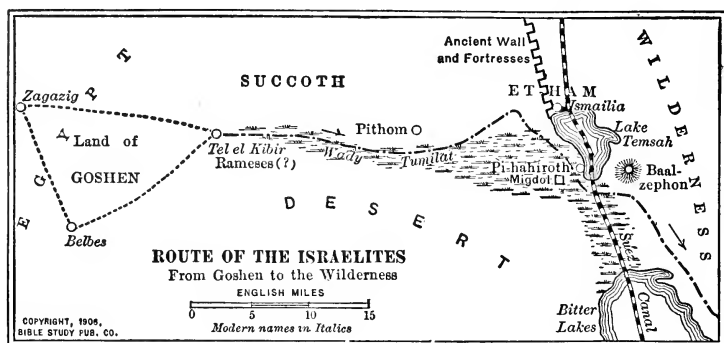 EGYPT
SUCCOTH
Ancient Wall
and Fortresses
WILDERNESS
ETHAM
Zagazig
Ismailia
Land of
GOSHEN
Tel el Kibir
Rameses(?)
Pithom
Wady Tumilat
Lake
Temsah
Pi-hahiroth
Migdol
Baal-
zephon
Belbes
DESERT
Suez Canal
Bitter
Lakes
ROUTE OF THE ISRAELITES
From Goshen to the Wilderness
ENGLISH MILES
0 5 10 15
Modern names in Italics
COPYRIGHT, 1906,
BIBLE STUDY PUB. CO.